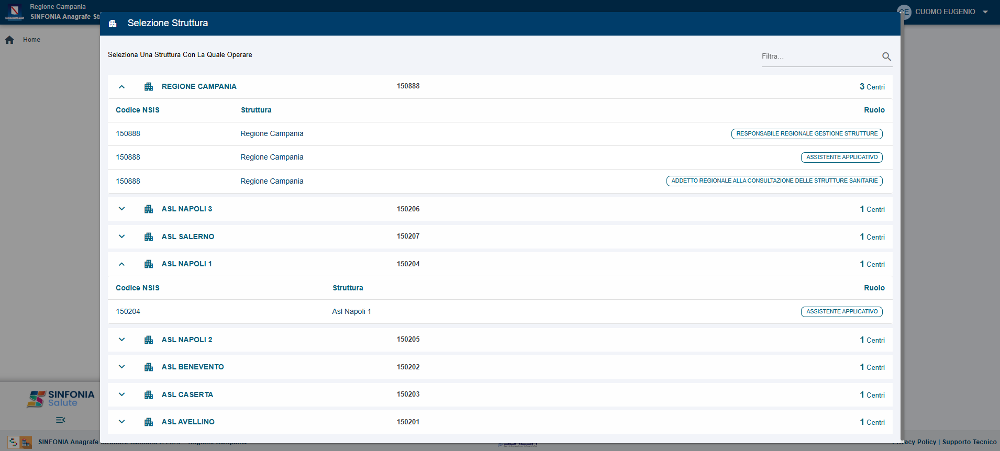 Regione Campania
SINFONIA Anagrafe St
CE CUOMO EUGENIO
Selezione Struttura
Home
Seleziona Una Struttura Con La Quale Operare
Filtra...
REGIONE CAMPANIA 150888 3 Centri
Codice NSIS Struttura Ruolo
150888 Regione Campania RESPONSABILE REGIONALE GESTIONE STRUTTURE
150888 Regione Campania ASSISTENTE APPLICATIVO
150888 Regione Campania ADDETTO REGIONALE ALLA CONSULTAZIONE DELLE STRUTTURE SANITARIE
ASL NAPOLI 3 150206 1 Centri
ASL SALERNO 150207 1 Centri
ASL NAPOLI 1 150204 1 Centri
Codice NSIS Struttura Ruolo
150204 Asl Napoli 1 ASSISTENTE APPLICATIVO
ASL NAPOLI 2 150205 1 Centri
ASL BENEVENTO 150202 1 Centri
ASL CASERTA 150203 1 Centri
ASL AVELLINO 150201 1 Centri
SINFONIA
Salute
SINFONIA Anagrafe
acy Policy | Supporto Tecnico